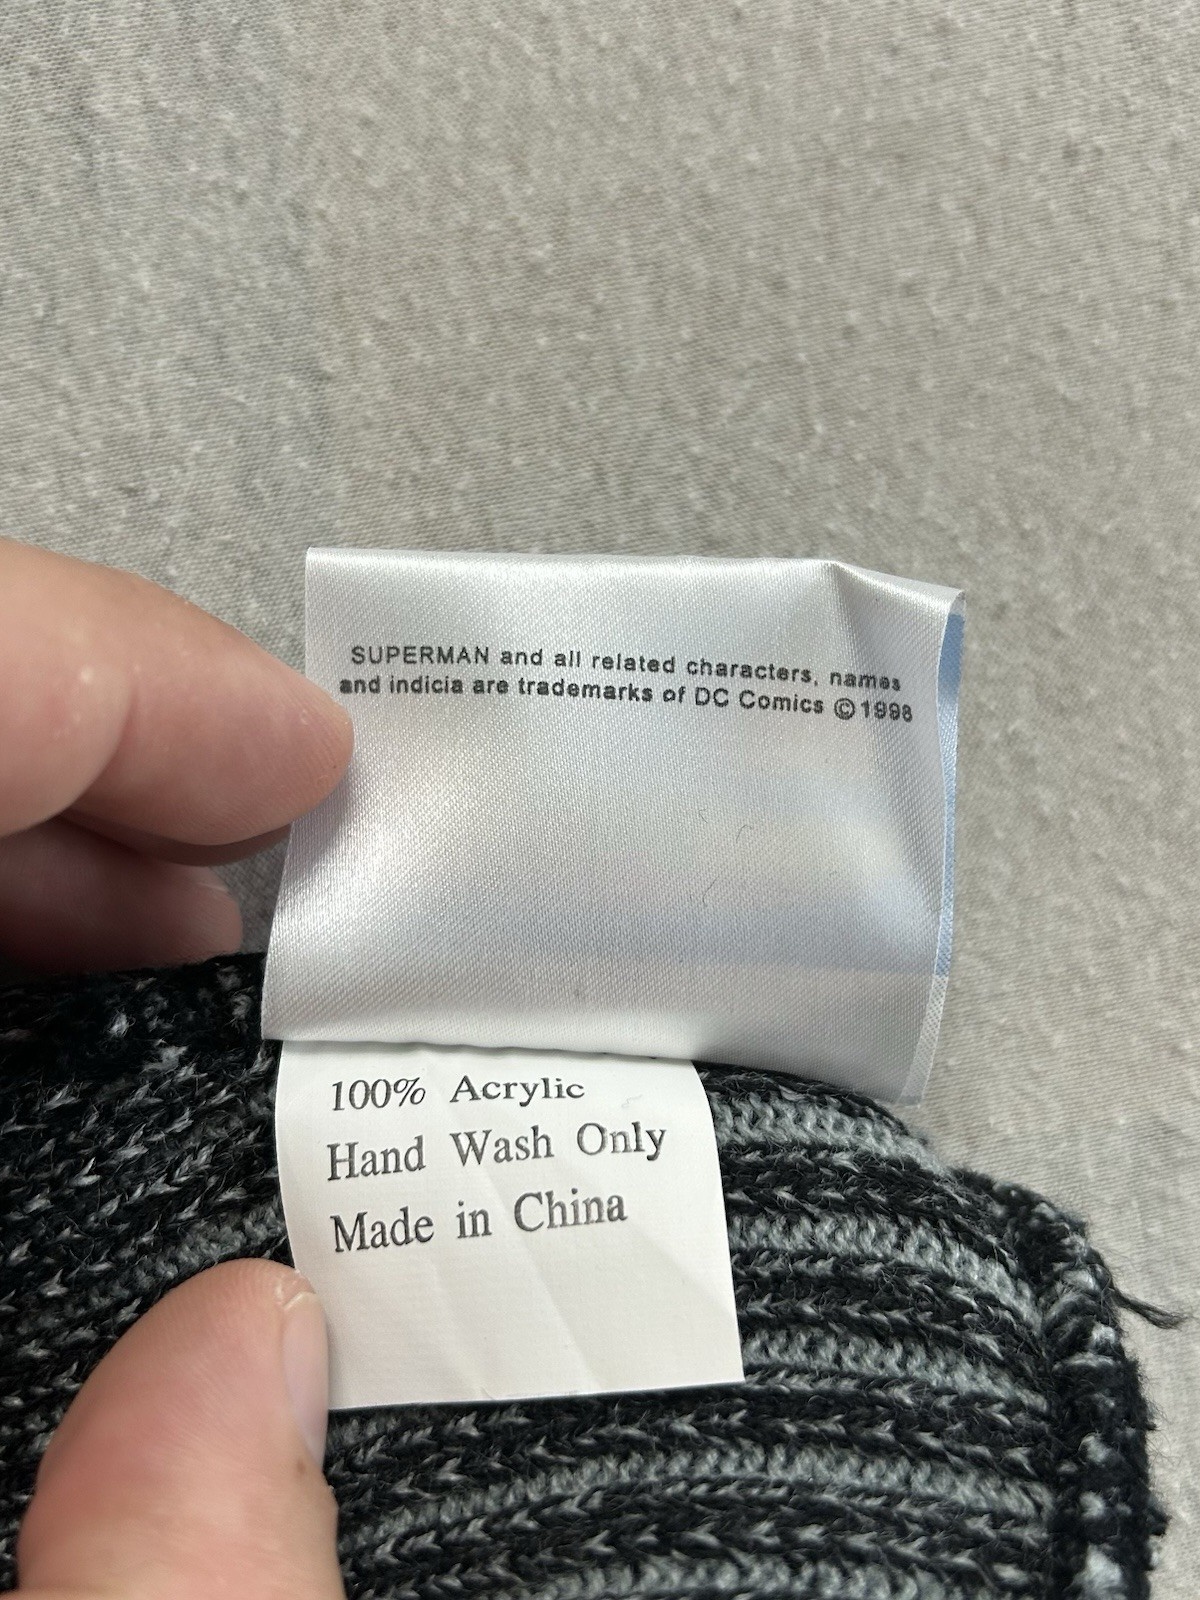 SUPERMAN and all related characters, names
and indicia are trademarks of DC Comics ©1998
100% Acrylic
Hand Wash Only
Made in China